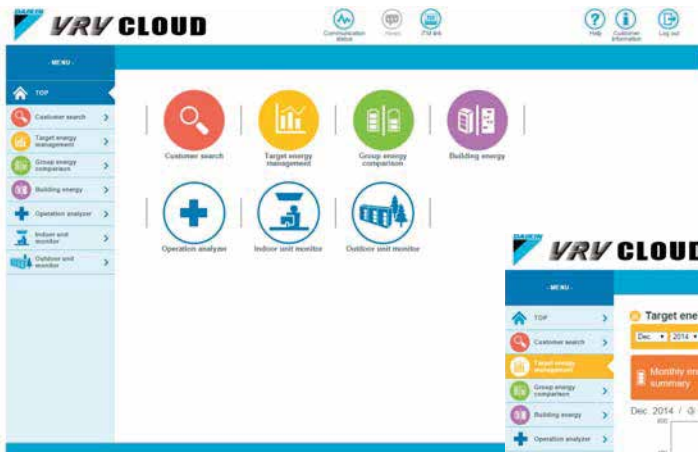 DAIKIN
VRV CLOUD
Communication status
News
ITM link
Help
Customer information
Log out
- MENU -
TOP
Customer search
Target energy management
Group energy comparison
Building energy
Operation analyzer
Indoor unit monitor
Outdoor unit monitor
Customer search
Target energy management
Group energy comparison
Building energy
Operation analyzer
Indoor unit monitor
Outdoor unit monitor
DAIKIN
VRV CLOUD
- MENU -
TOP
Customer search
Target energy management
Group energy comparison
Building energy
Operation analyzer
Target ene
Dec 2014
Monthly en
summary
Dec 2014 /